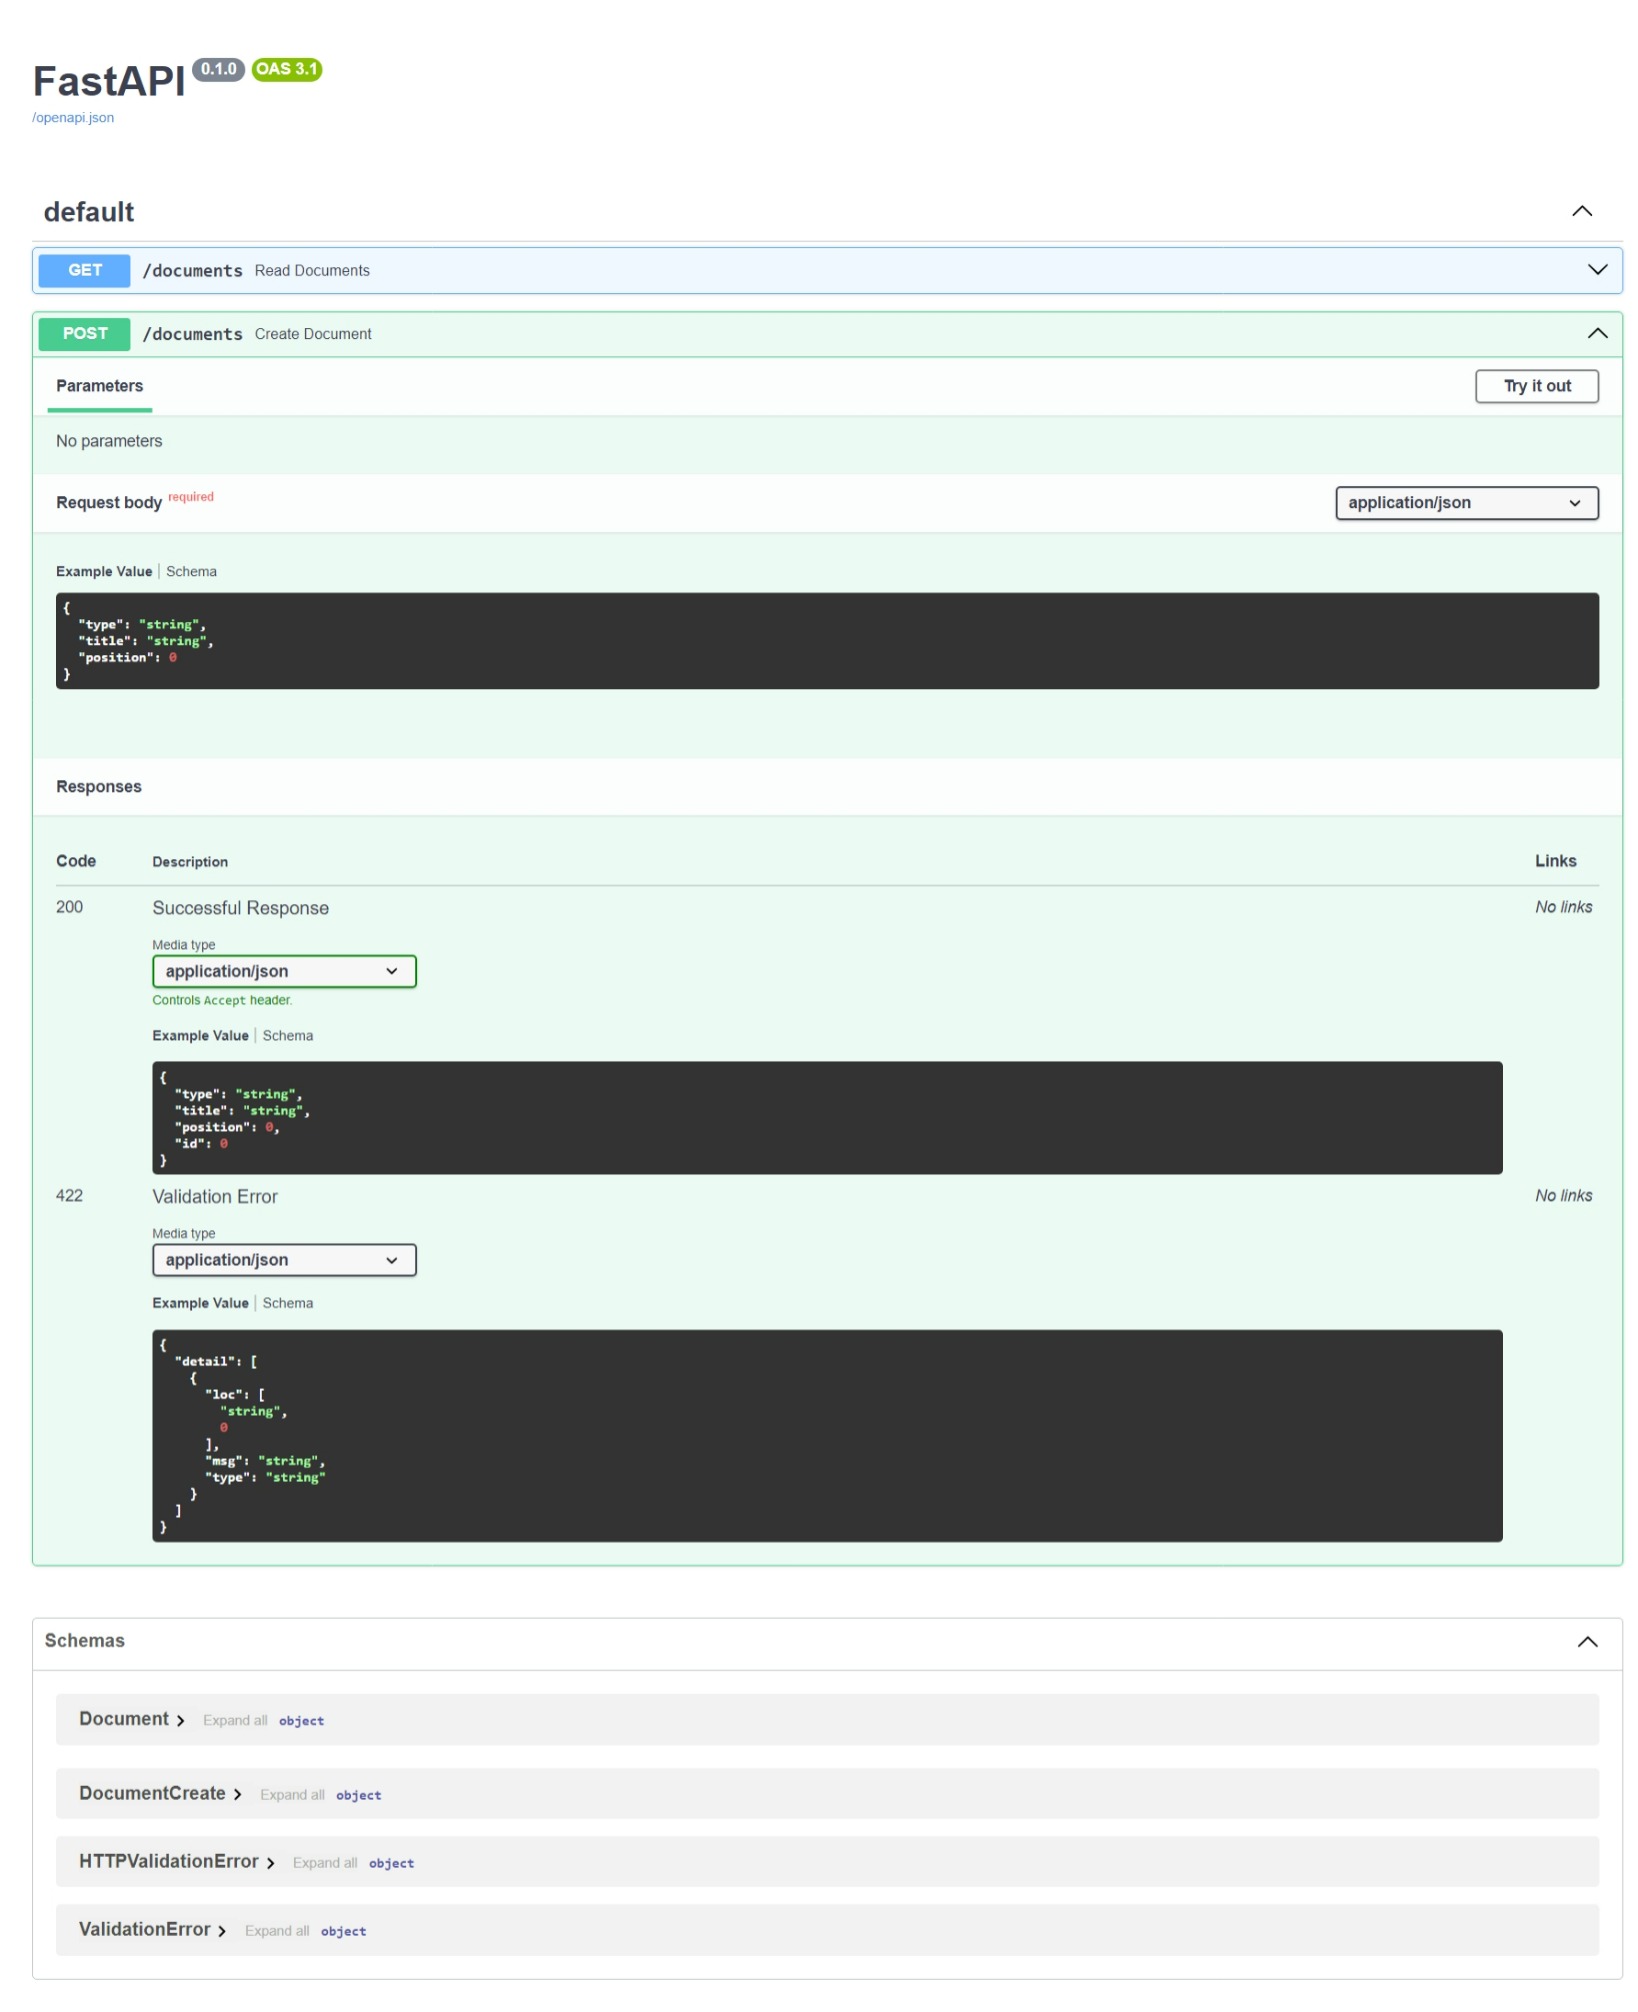 FastAPI 0.1.0 OAS 3.1
/openapi.json
default
GET /documents Read Documents
POST /documents Create Document
Parameters Try it out
No parameters
Request body required application/json
Example Value | Schema
{
  "type": "string",
  "title": "string",
  "position": 0
}
Responses
Code Description Links
200 Successful Response No links
Media type
application/json
Controls Accept header.
Example Value | Schema
{
  "type": "string",
  "title": "string",
  "position": 0,
  "id": 0
}
422 Validation Error No links
Media type
application/json
Example Value | Schema
{
  "detail": [
    {
      "loc": [
        "string",
        0
      ],
      "msg": "string",
      "type": "string"
    }
  ]
}
Schemas
Document Expand all object
DocumentCreate Expand all object
HTTPValidationError Expand all object
ValidationError Expand all object